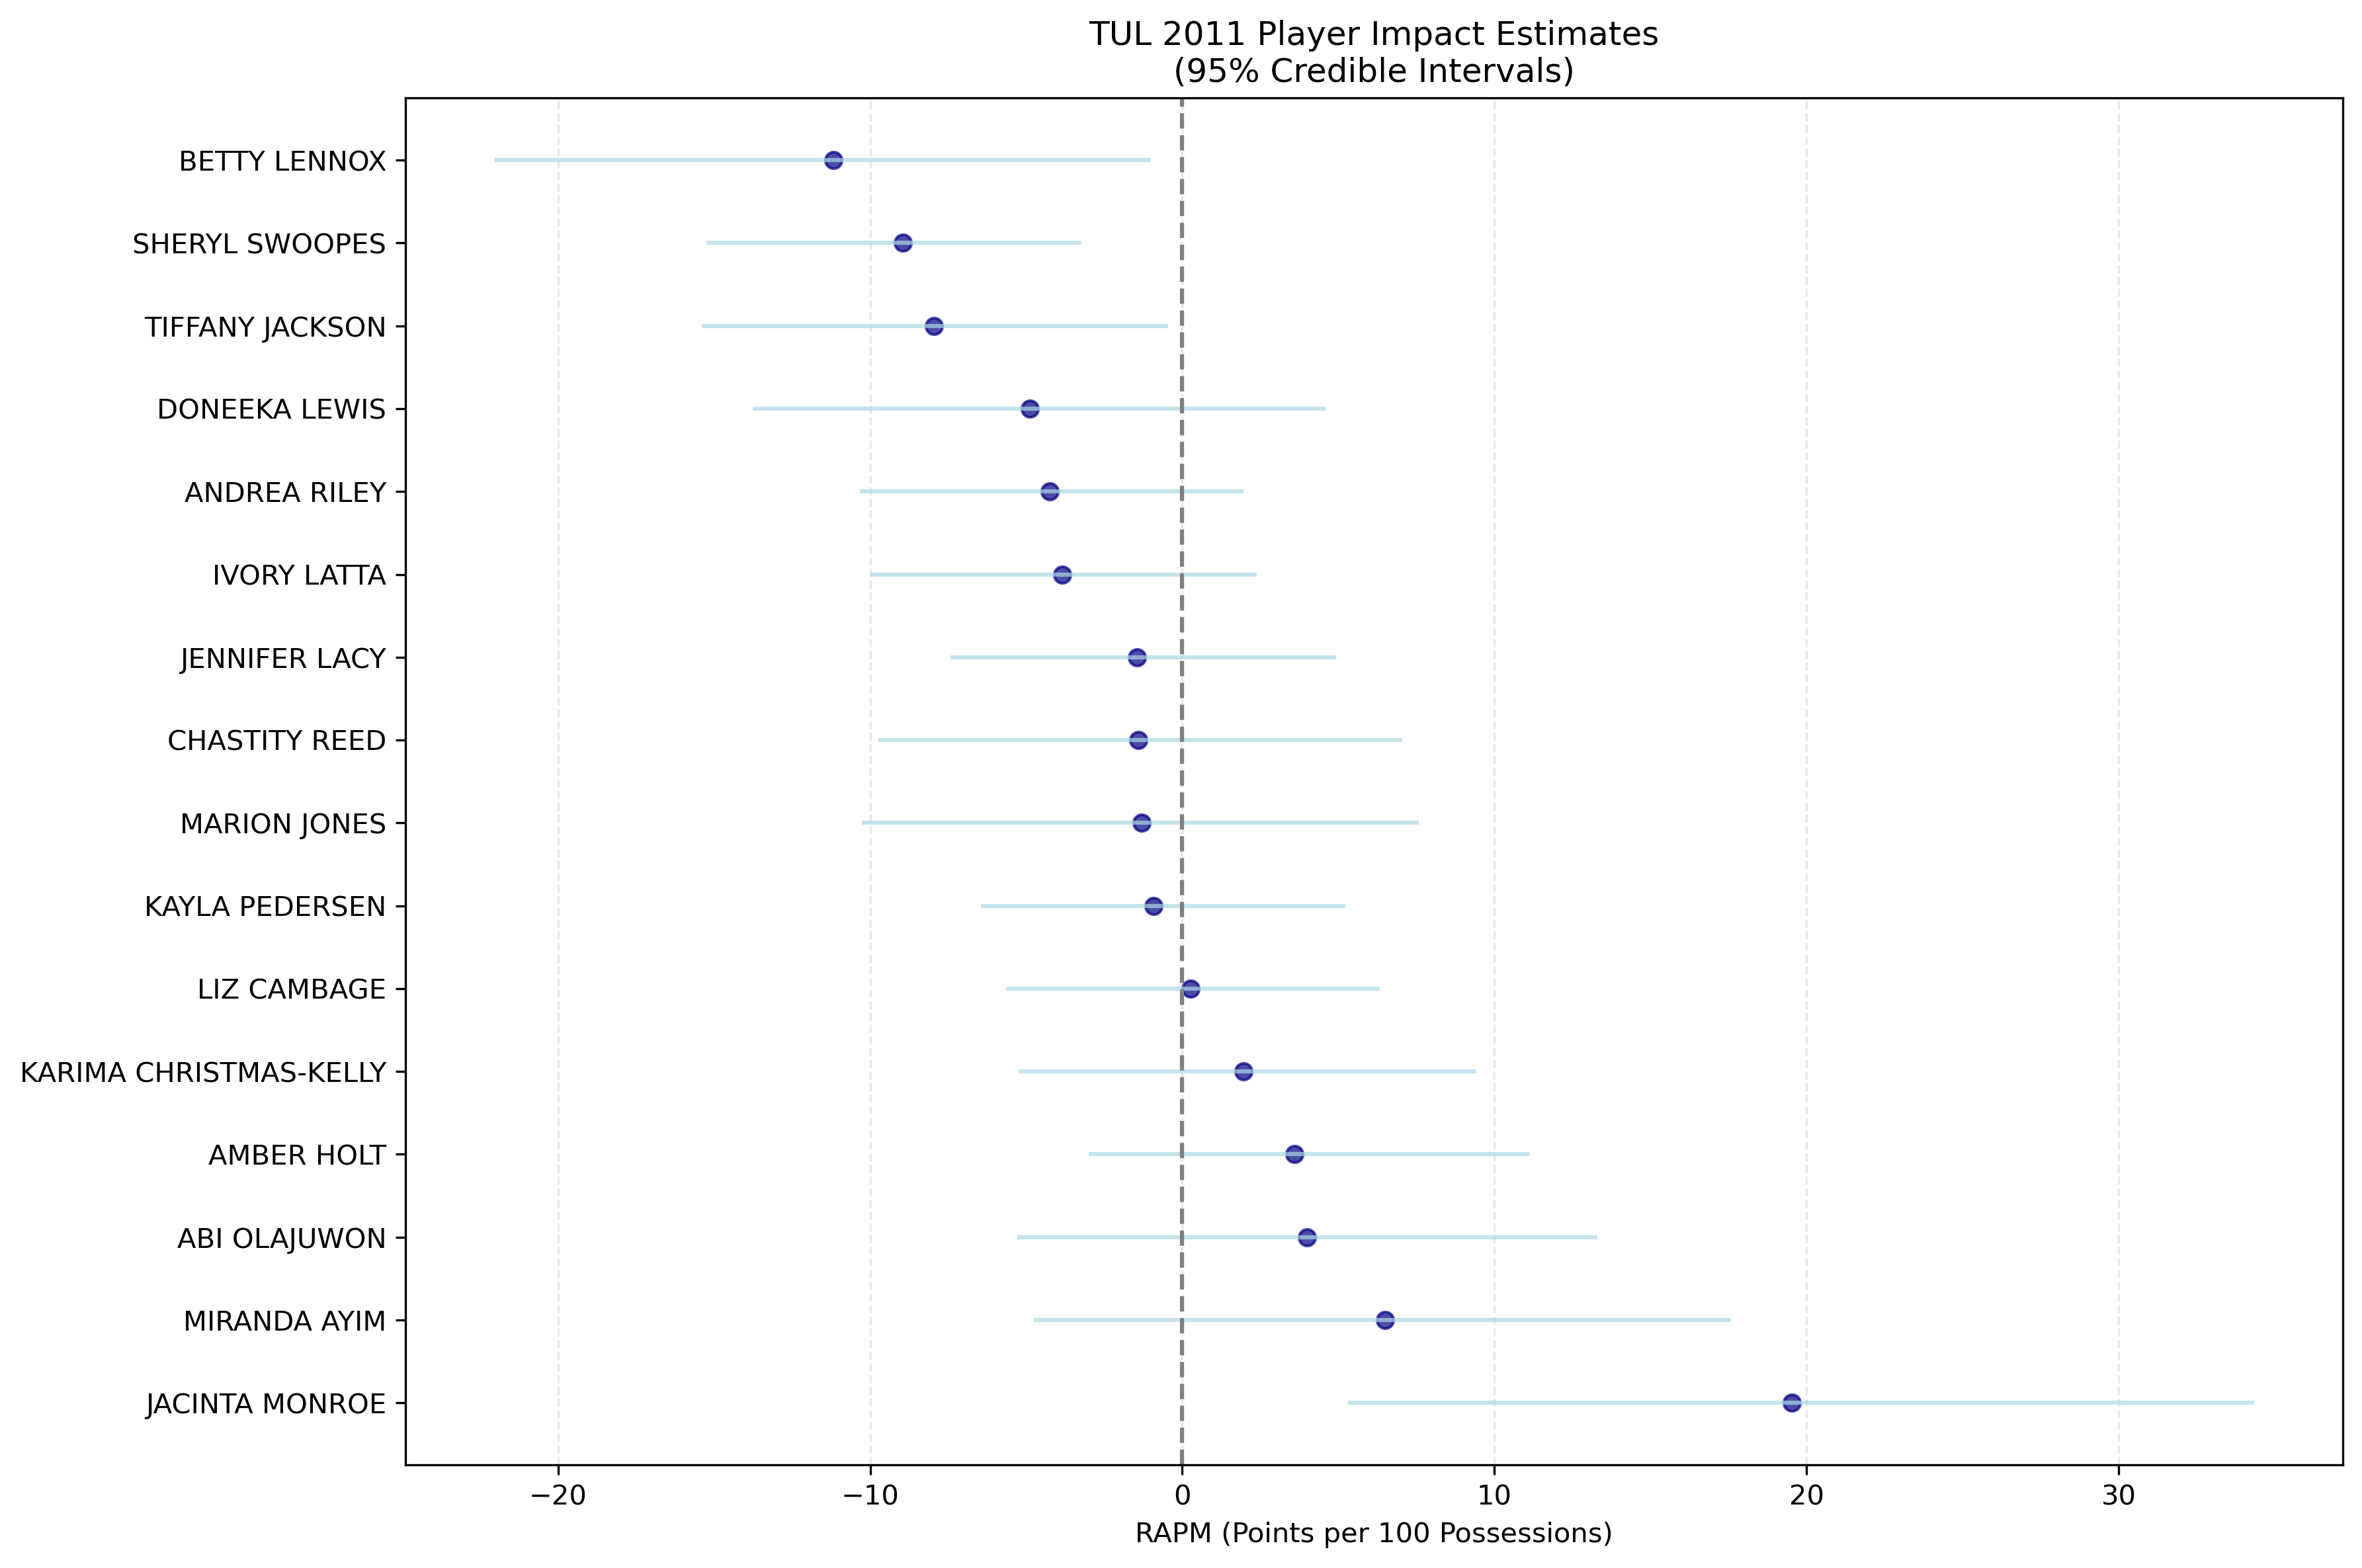 TUL 2011 Player Impact Estimates
(95% Credible Intervals)
BETTY LENNOX
SHERYL SWOOPES
TIFFANY JACKSON
DONEEKA LEWIS
ANDREA RILEY
IVORY LATTA
JENNIFER LACY
CHASTITY REED
MARION JONES
KAYLA PEDERSEN
LIZ CAMBAGE
KARIMA CHRISTMAS-KELLY
AMBER HOLT
ABI OLAJUWON
MIRANDA AYIM
JACINTA MONROE
−20 −10 0 10 20 30
RAPM (Points per 100 Possessions)